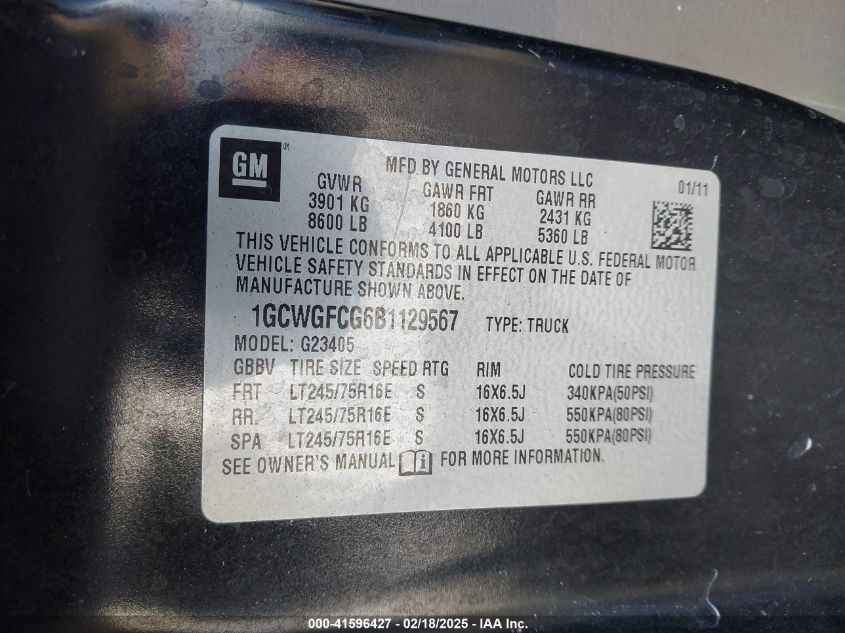 GM ®
MFD BY GENERAL MOTORS LLC 01/11
GVWR GAWR FRT GAWR RR
3901 KG 1860 KG 2431 KG
8600 LB 4100 LB 5360 LB
THIS VEHICLE CONFORMS TO ALL APPLICABLE U.S. FEDERAL MOTOR
VEHICLE SAFETY STANDARDS IN EFFECT ON THE DATE OF
MANUFACTURE SHOWN ABOVE.
1GCWGFCG6B1129567 TYPE: TRUCK
MODEL: G23405
GBBV TIRE SIZE SPEED RTG RIM COLD TIRE PRESSURE
FRT LT245/75R16E S 16X6.5J 340KPA(50PSI)
RR. LT245/75R16E S 16X6.5J 550KPA(80PSI)
SPA LT245/75R16E S 16X6.5J 550KPA(80PSI)
SEE OWNER'S MANUAL i FOR MORE INFORMATION.
000-41596427 - 02/18/2025 - IAA Inc.